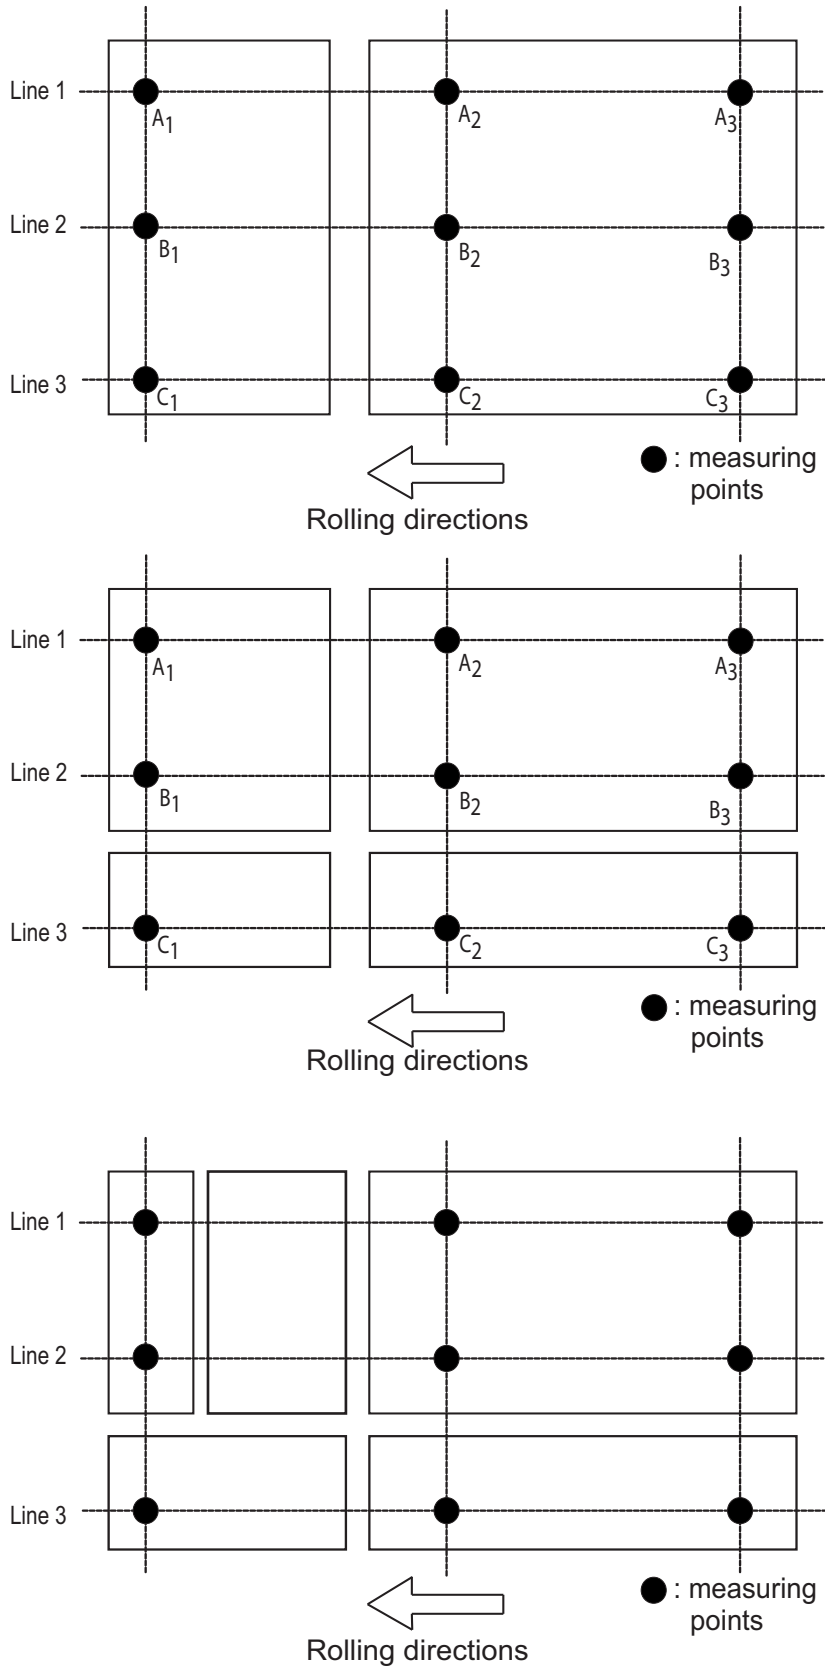 Line 1
A1
A2
A3
Line 2
B1
B2
B3
Line 3
C1
C2
C3
: measuring
points
Rolling directions
Line 1
A1
A2
A3
Line 2
B1
B2
B3
Line 3
C1
C2
C3
: measuring
points
Rolling directions
Line 1
Line 2
Line 3
: measuring
points
Rolling directions